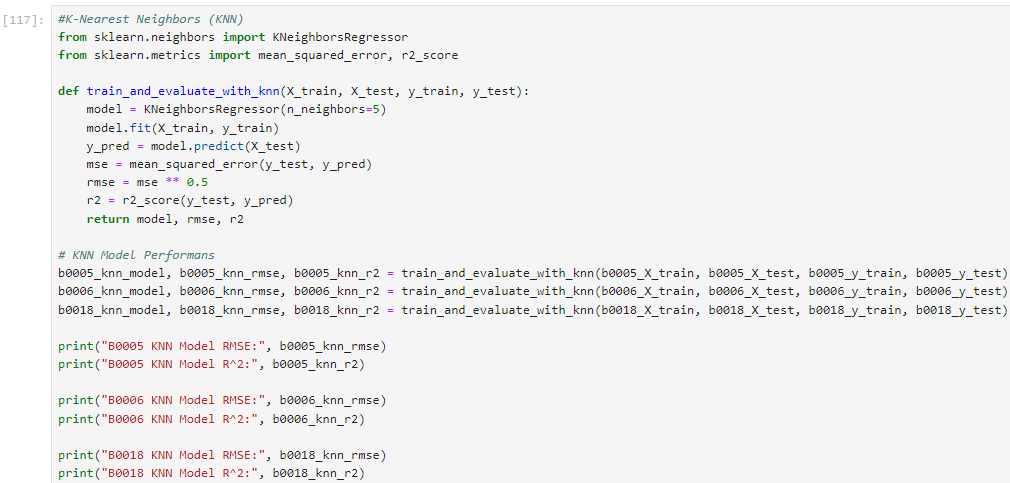 [117]: #K-Nearest Neighbors (KNN)
from sklearn.neighbors import KNeighborsRegressor
from sklearn.metrics import mean_squared_error, r2_score

def train_and_evaluate_with_knn(X_train, X_test, y_train, y_test):
    model = KNeighborsRegressor(n_neighbors=5)
    model.fit(X_train, y_train)
    y_pred = model.predict(X_test)
    mse = mean_squared_error(y_test, y_pred)
    rmse = mse ** 0.5
    r2 = r2_score(y_test, y_pred)
    return model, rmse, r2

# KNN Model Performans
b0005_knn_model, b0005_knn_rmse, b0005_knn_r2 = train_and_evaluate_with_knn(b0005_X_train, b0005_X_test, b0005_y_train, b0005_y_test)
b0006_knn_model, b0006_knn_rmse, b0006_knn_r2 = train_and_evaluate_with_knn(b0006_X_train, b0006_X_test, b0006_y_train, b0006_y_test)
b0018_knn_model, b0018_knn_rmse, b0018_knn_r2 = train_and_evaluate_with_knn(b0018_X_train, b0018_X_test, b0018_y_train, b0018_y_test)

print("B0005 KNN Model RMSE:", b0005_knn_rmse)
print("B0005 KNN Model R^2:", b0005_knn_r2)

print("B0006 KNN Model RMSE:", b0006_knn_rmse)
print("B0006 KNN Model R^2:", b0006_knn_r2)

print("B0018 KNN Model RMSE:", b0018_knn_rmse)
print("B0018 KNN Model R^2:", b0018_knn_r2)